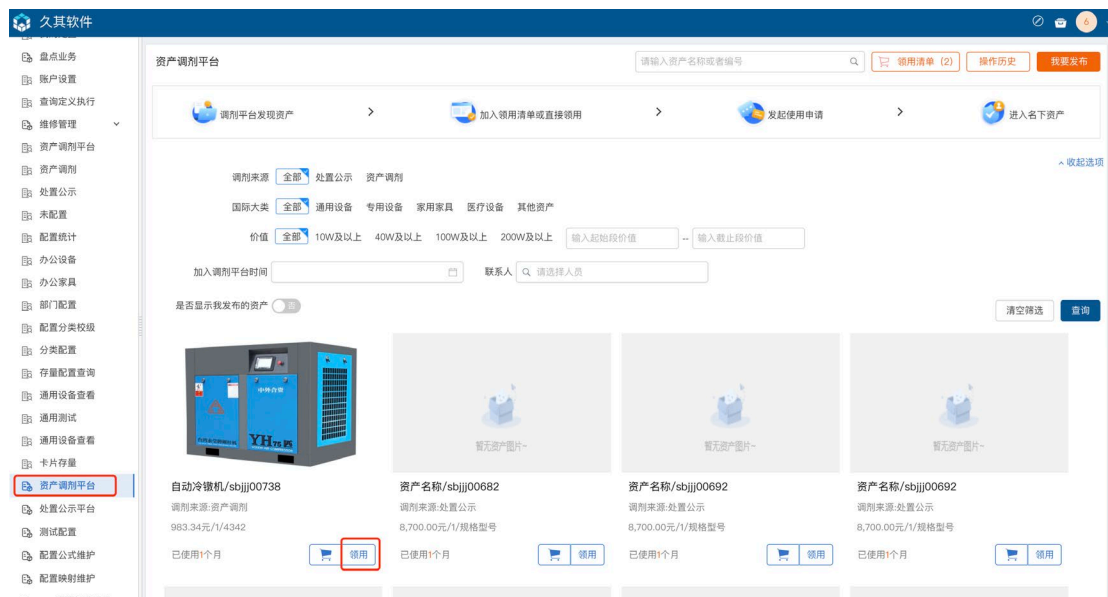 久其软件
6
盘点业务
账户设置
查询定义执行
维修管理
资产调剂平台
资产调剂
处置公示
未配置
配置统计
办公设备
办公家具
部门配置
配置分类校级
分类配置
存量配置查询
通用设备查看
通用测试
通用设备查看
卡片存量
资产调剂平台
处置公示平台
测试配置
配置公式维护
配置映射维护
资产调剂平台
请输入资产名称或者编号
领用清单 (2)
操作历史
我要发布
调剂平台发现资产 > 加入领用清单或直接领用 > 发起使用申请 > 进入名下资产
收起选项
调剂来源 全部 处置公示 资产调剂
国际大类 全部 通用设备 专用设备 家用家具 医疗设备 其他资产
价值 全部 10W及以上 40W及以上 100W及以上 200W及以上 输入起始段价值 -- 输入截止段价值
加入调剂平台时间 联系人 请选择人员
是否显示我发布的资产 否
清空筛选 查询
中外合资
YH
暂无资产图片~ 暂无资产图片~ 暂无资产图片~
自动冷镦机/sbjjj00738 资产名称/sbjjj00682 资产名称/sbjjj00692 资产名称/sbjjj00692
调剂来源:资产调剂 调剂来源:处置公示 调剂来源:处置公示 调剂来源:处置公示
983.34元/1/4342 8,700.00元/1/规格型号 8,700.00元/1/规格型号 8,700.00元/1/规格型号
已使用1个月 领用 已使用1个月 领用 已使用1个月 领用 已使用1个月 领用